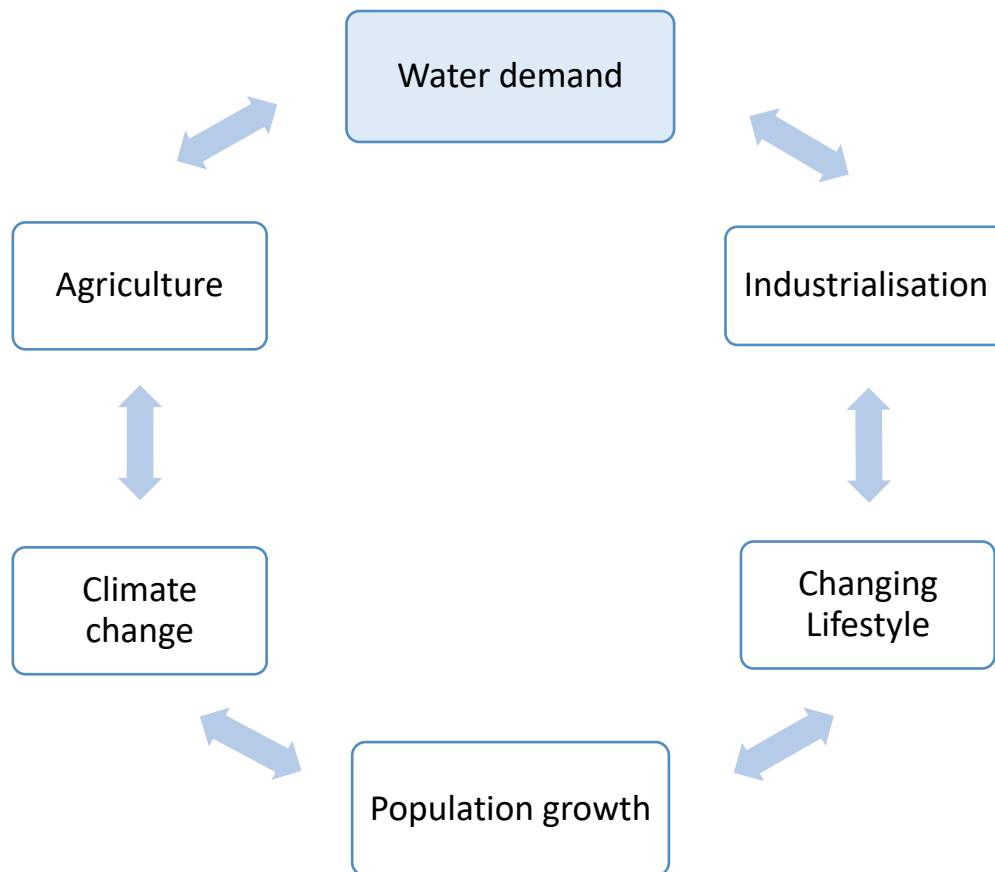 Water demand
Agriculture
Industrialisation
Climate
change
Changing
Lifestyle
Population growth